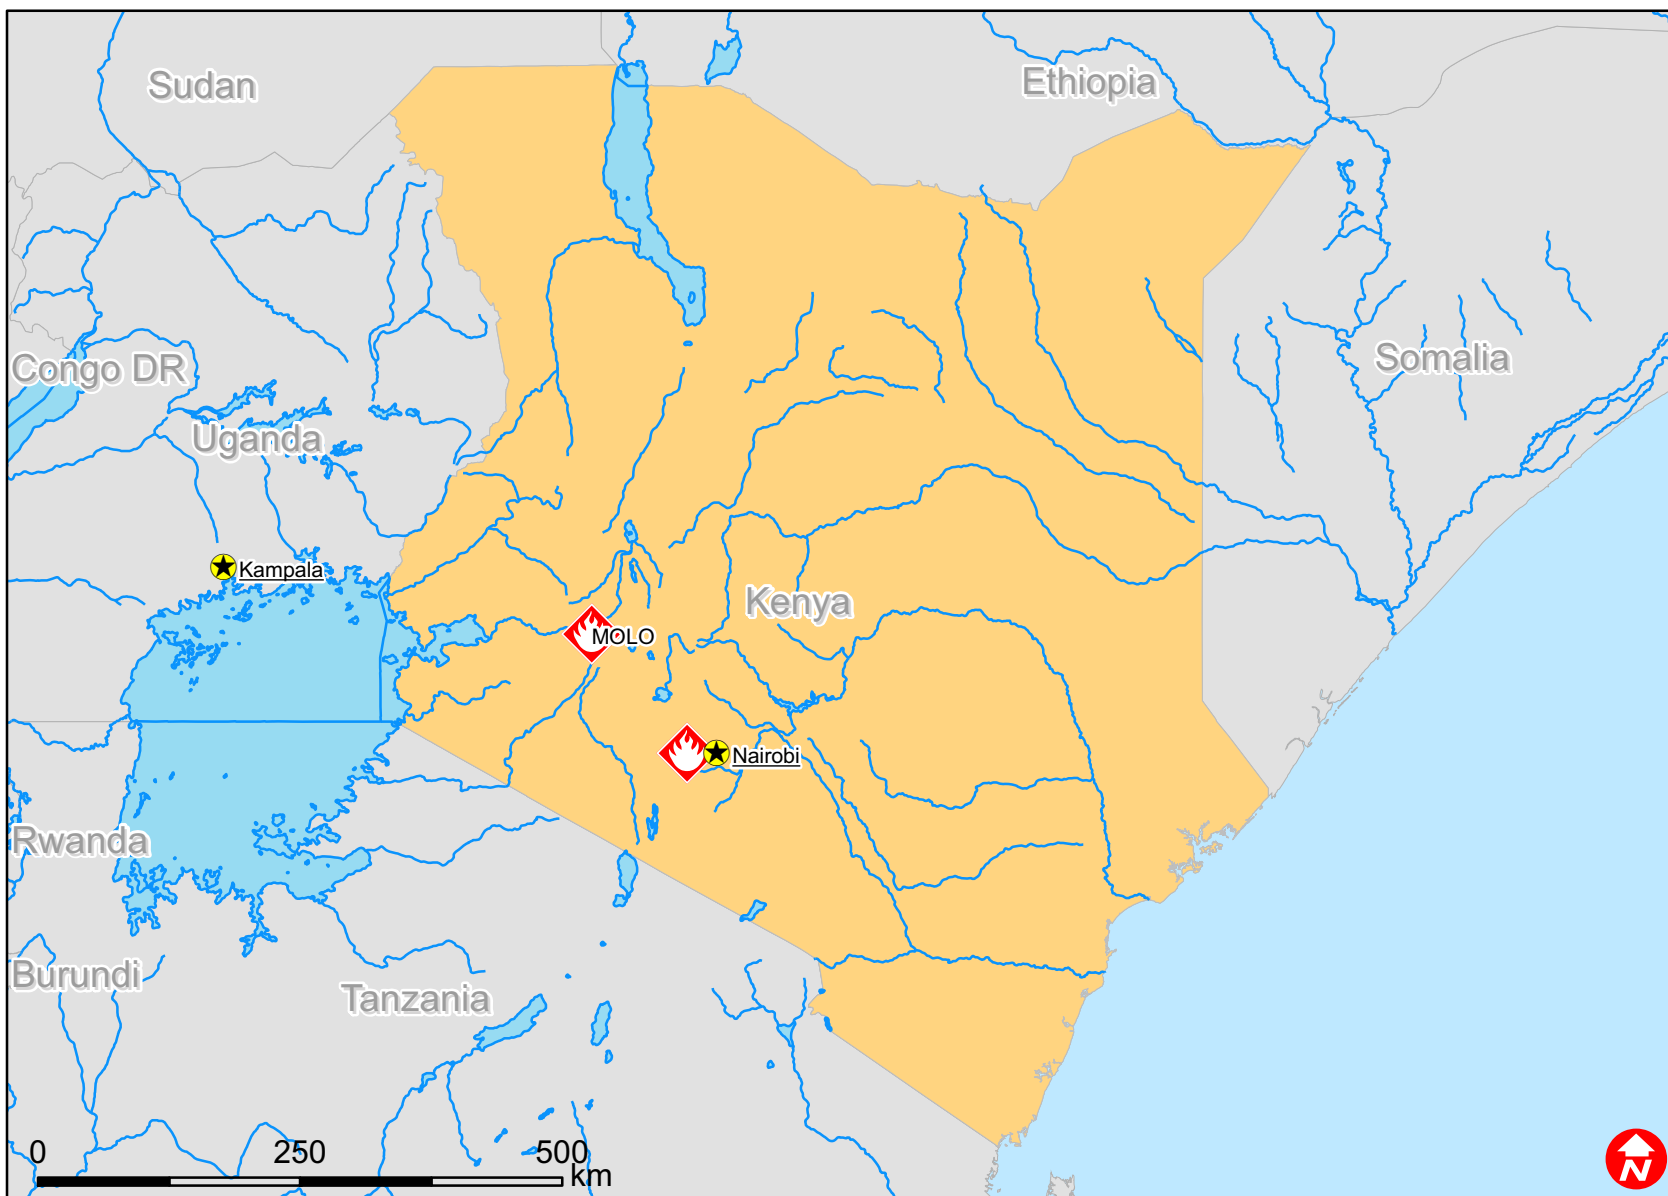 Sudan
Ethiopia
Congo DR
Somalia
Uganda
Kampala
Kenya
MOLO
Nairobi
Rwanda
Burundi
Tanzania
0 250 500
km
N